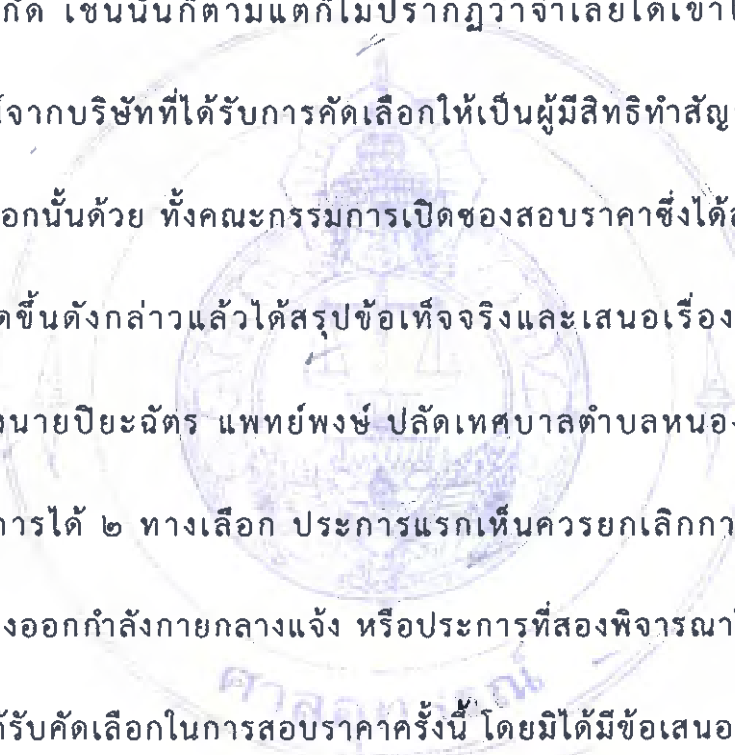 กัด เช่นนั้นก็ตามแต่ก็ไม่ปรากฏว่าจำเลยได้เข้าไ
จากบริษัทที่ได้รับการคัดเลือกให้เป็นผู้มีสิทธิทำสัญ
อกนั้นด้วย ทั้งคณะกรรมการเปิดซองสอบราคาซึ่งได้ส
ดขึ้นดังกล่าวแล้วได้สรุปข้อเท็จจริงและเสนอเรื่อง
งนายปิยะฉัตร แพทย์พงษ์ ปลัดเทศบาลตำบลหนอง
การได้ ๒ ทางเลือก ประการแรกเห็นควรยกเลิกกา
งออกกำลังกายกลางแจ้ง หรือประการที่สองพิจารณาใ
ศาลอุทธรณ์
ด้รับคัดเลือกในการสอบราคาครั้งนี้ โดยมิได้มีข้อเสนอ